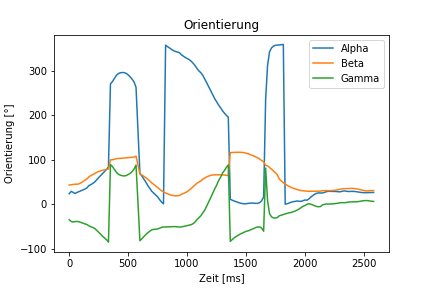 Orientierung
Alpha
Beta
Gamma
Orientierung [°]
300
200
100
0
−100
0
500
1000
1500
2000
2500
Zeit [ms]